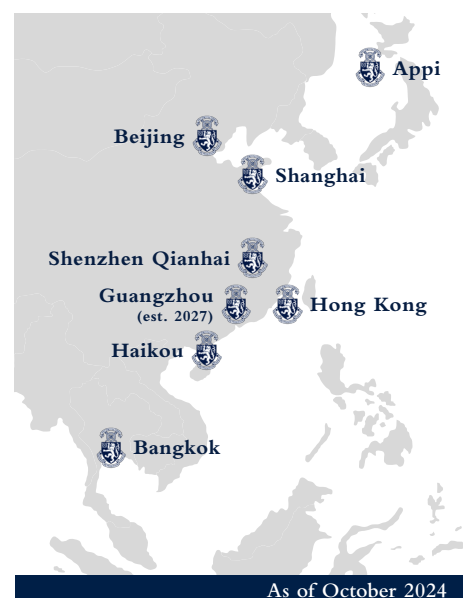 Appi
Beijing
Shanghai
Shenzhen Qianhai
Guangzhou
(est. 2027)
Hong Kong
Haikou
Bangkok
As of October 2024